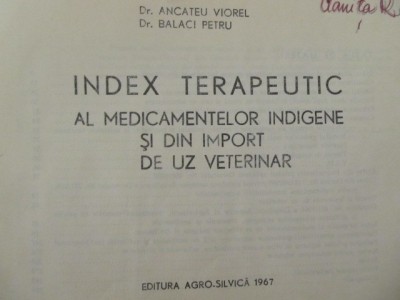 Dr. ANCATEU VIOREL
Dr. BALACI PETRU
INDEX TERAPEUTIC
AL MEDICAMENTELOR INDIGENE
ȘI DIN IMPORT
DE UZ VETERINAR
EDITURA AGRO-SILVICĂ 1967